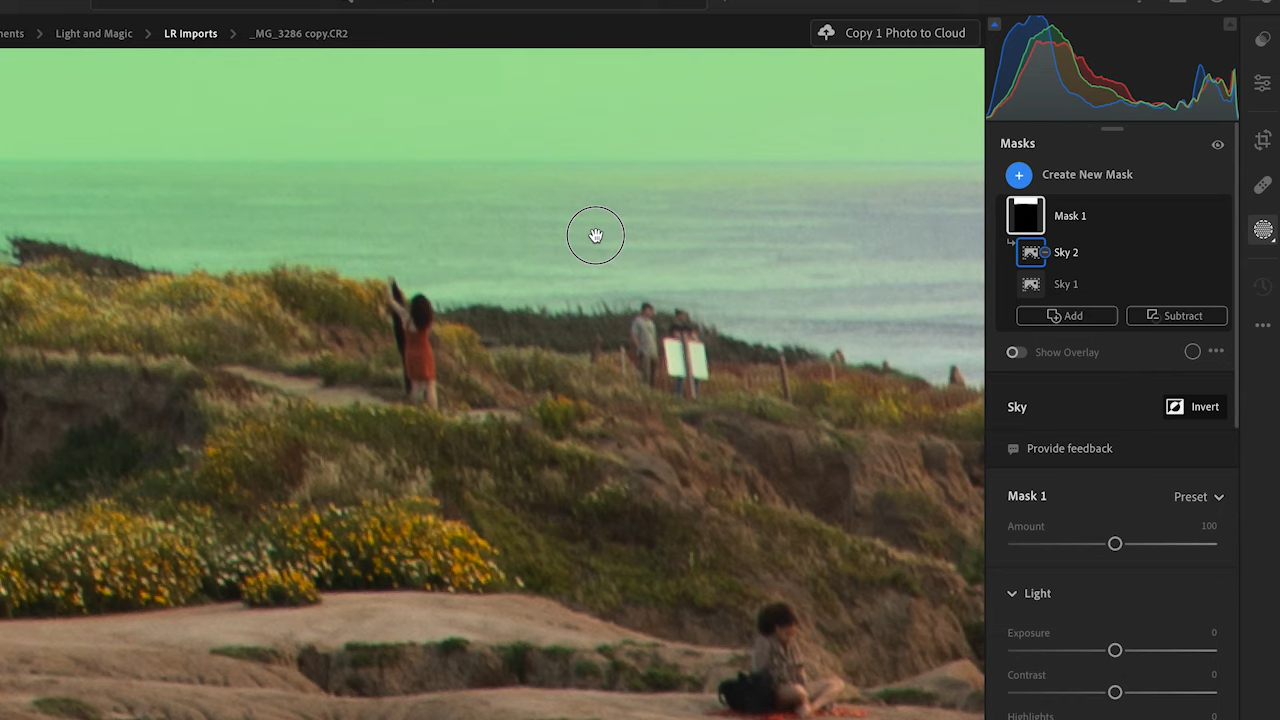 ents > Light and Magic > LR Imports > _MG_3286 copy.CR2
Copy 1 Photo to Cloud
Masks
Create New Mask
Mask 1
Sky 2
Sky 1
Add
Subtract
Show Overlay
Sky
Invert
Provide feedback
Mask 1
Preset
Amount 100
Light
Exposure 0
Contrast 0
Highlights 0